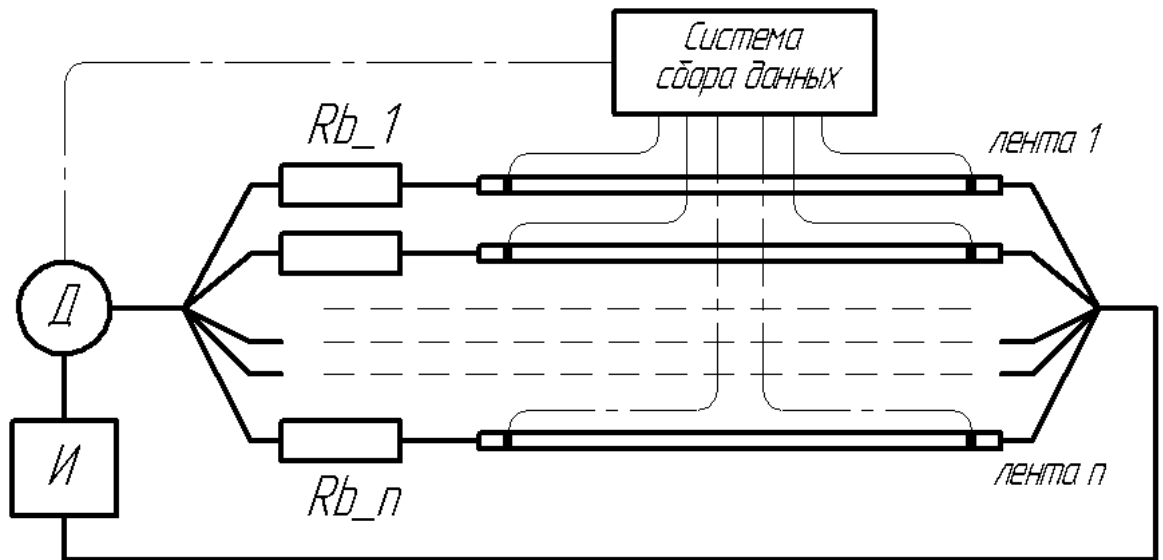 Система
сбора данных
Rb_1
лента 1
Д
И
Rb_n
лента n